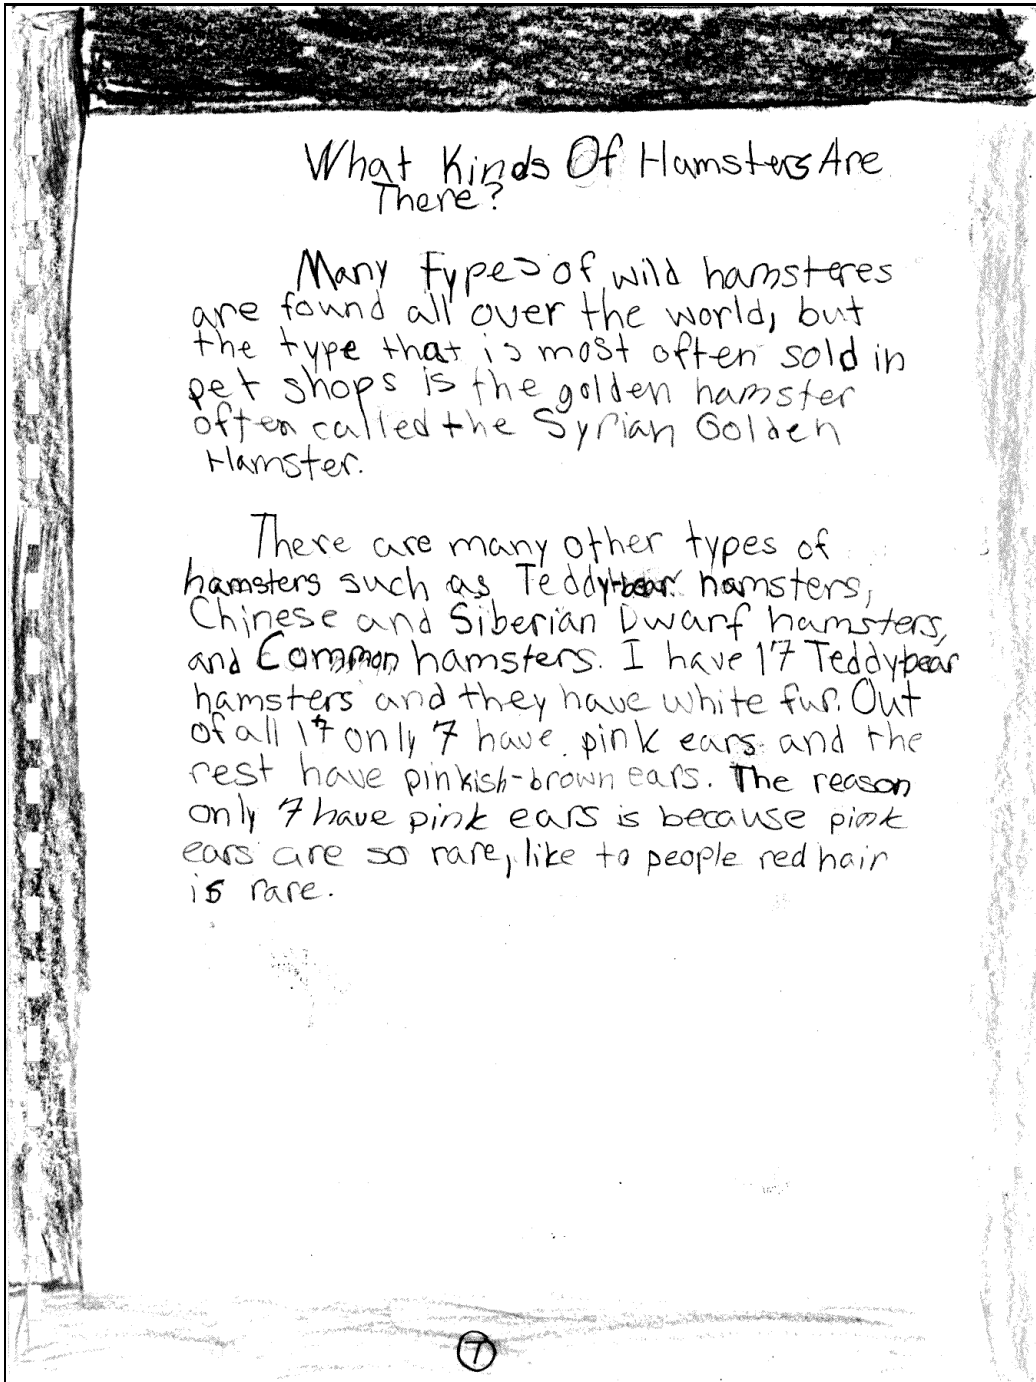 What Kinds Of Hamsters Are
There?
Many types of wild hamsteres
are found all over the world, but
the type that is most often sold in
pet shops is the golden hamster
often called the Syrian Golden
Hamster.
There are many other types of
hamsters such as Teddy-bear hamsters,
Chinese and Siberian Dwarf hamsters,
and Common hamsters. I have 17 Teddybear
hamsters and they have white fur. Out
of all 17 only 7 have pink ears and the
rest have pinkish-brown ears. The reason
only 7 have pink ears is because pink
ears are so rare, like to people red hair
is rare.
7